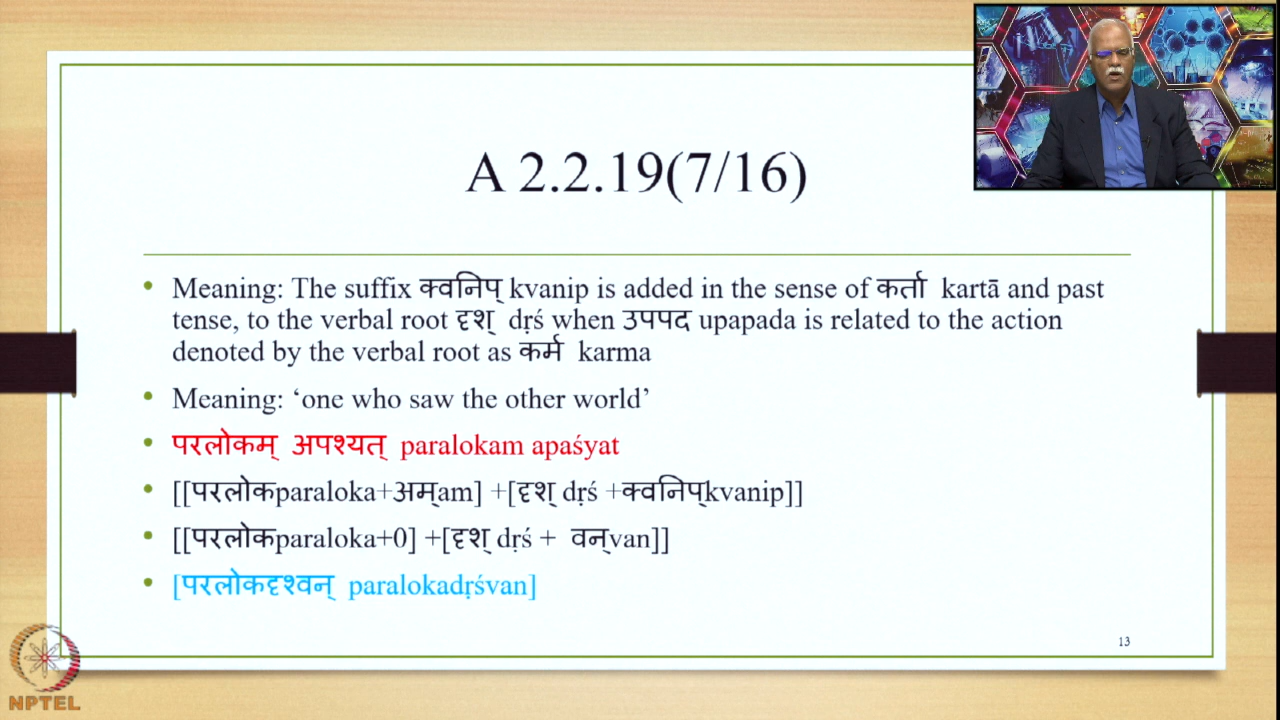 A 2.2.19(7/16)
• Meaning: The suffix क्वनिप् kvanip is added in the sense of कर्ता kartā and past
tense, to the verbal root दृश् dṛś when उपपद upapada is related to the action
denoted by the verbal root as कर्म karma
• Meaning: ‘one who saw the other world’
• परलोकम् अपश्यत् paralokam apaśyat
• [[परलोकparaloka+अम्am] +[दृश् dṛś +क्वनिप्kvanip]]
• [[परलोकparaloka+0] +[दृश् dṛś + वन्van]]
• [परलोकदृश्वन् paralokadṛśvan]
13
NPTEL